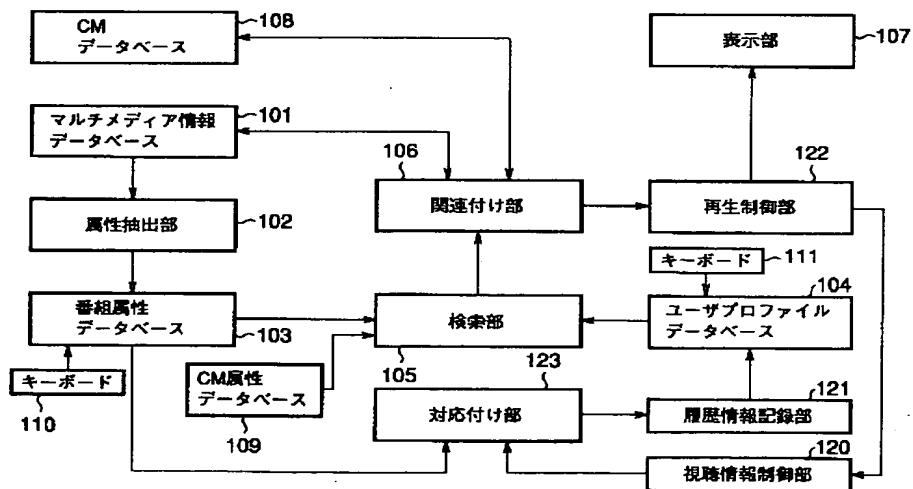 CM
データベース
108
表示部
107
マルチメディア情報
データベース
101
106
122
属性抽出部
102
関連付け部
再生制御部
キーボード
111
104
番組属性
データベース
103
検索部
105
ユーザプロファイル
データベース
キーボード
110
CM属性
データベース
109
123
対応付け部
121
履歴情報記録部
120
視聴情報制御部